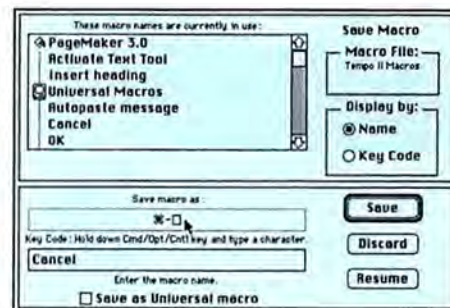 These macro names are currently in use:
PageMaker 3.0
Activate Text Tool
Insert heading
Universal Macros
Autopaste message
Cancel
OK
Save Macro
Macro File:
Tempo II Macros
Display by:
Name
Key Code
Save macro as:
⌘-□
Key Code: Hold down Cmd/Opt/Cntl key and type a character.
Cancel
Enter the macro name.
Save as Universal macro
Save
Discard
Resume